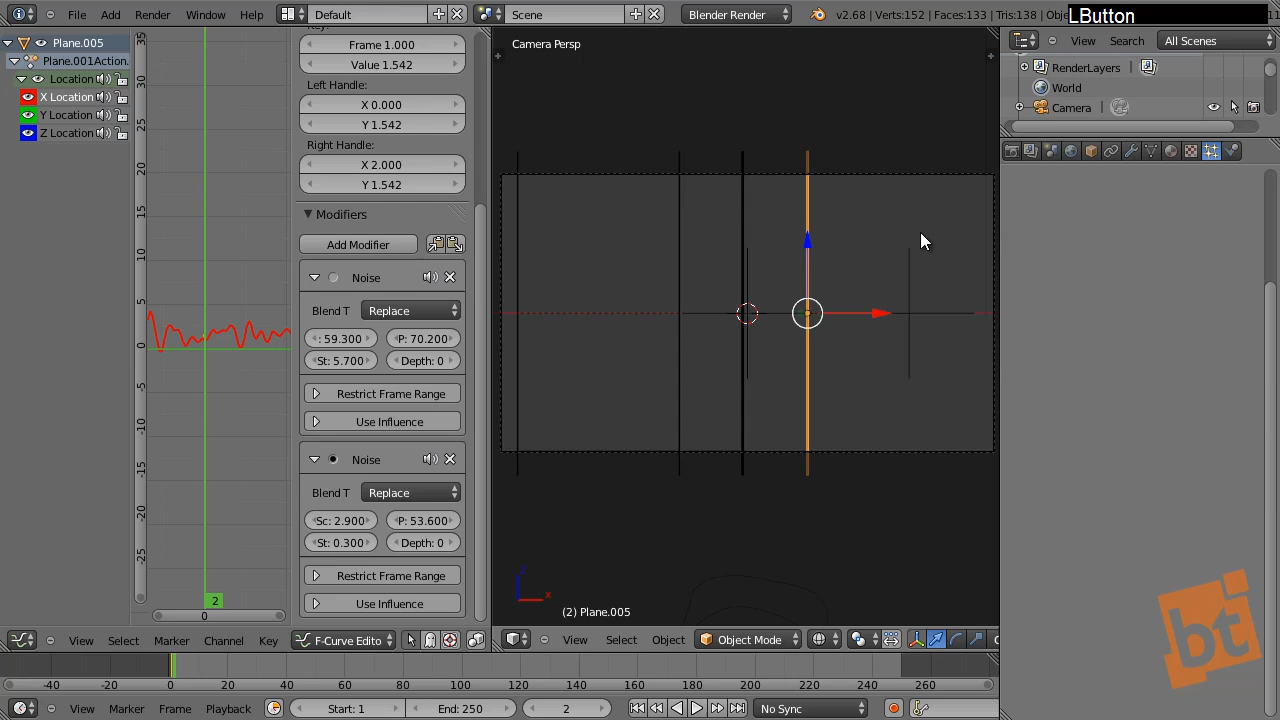 File Add Render Window Help Default Scene Blender Render v2.68 | Verts:152 | Faces:133 | Tris:138 | Obje
LButton
Camera Persp
Plane.005
Plane.001Action.
Location
X Location
Y Location
Z Location
35
30
25
20
15
10
5
0
-5
-10
-15
-20
-25
2
0
Frame 1.000
Value 1.542
Left Handle:
X 0.000
Y 1.542
Right Handle:
X 2.000
Y 1.542
Modifiers
Add Modifier
Noise
Blend T Replace
: 59.300 P: 70.200
St: 5.700 Depth: 0
Restrict Frame Range
Use Influence
Noise
Blend T Replace
Sc: 2.900 P: 53.600
St: 0.300 Depth: 0
Restrict Frame Range
Use Influence
z
x
(2) Plane.005
View Search All Scenes
RenderLayers
World
Camera
bt
View Select Marker Channel Key F-Curve Edito
View Select Object Object Mode
-40 -20 0 20 40 60 80 100 120 140 160 180 200 220 240 260
View Marker Frame Playback Start: 1 End: 250 2 No Sync